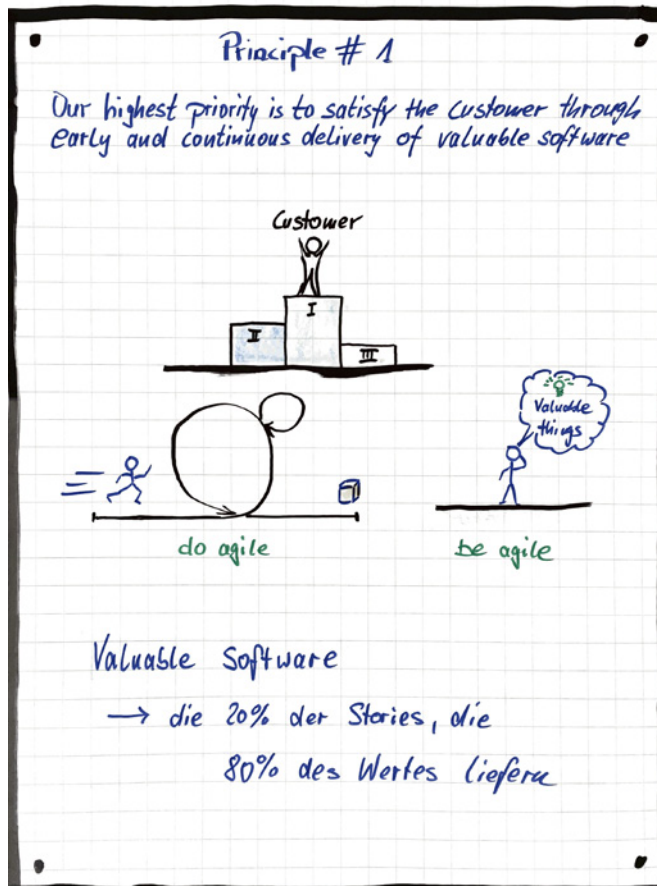 Principle # 1
Our highest priority is to satisfy the customer through
early and continuous delivery of valuable software
Customer
I
II
III
Valuable
things
do agile
be agile
Valuable Software
→ die 20% der Stories, die
80% des Wertes liefern